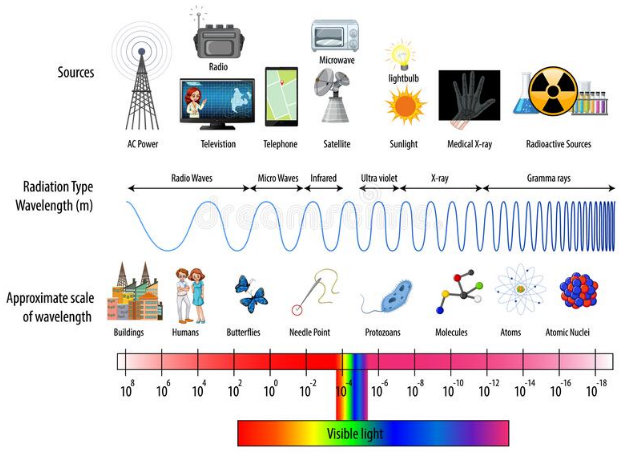 Sources
Radio
Microwave
lightbulb
AC Power
Televistion
Telephone
Satellite
Sunlight
Medical X-ray
Radioactive Sources
Radiation Type
Wavelength (m)
Radio Waves
Micro Waves
Infrared
Ultra violet
X-ray
Gramma rays
dreamstime
Approximate scale
of wavelength
Buildings
Humans
Butterflies
Needle Point
Protozoans
Molecules
Atoms
Atomic Nuclei
10^8 10^6 10^4 10^2 10^0 10^-2 10^-4 10^-6 10^-8 10^-10 10^-12 10^-14 10^-16 10^-18
Visible light